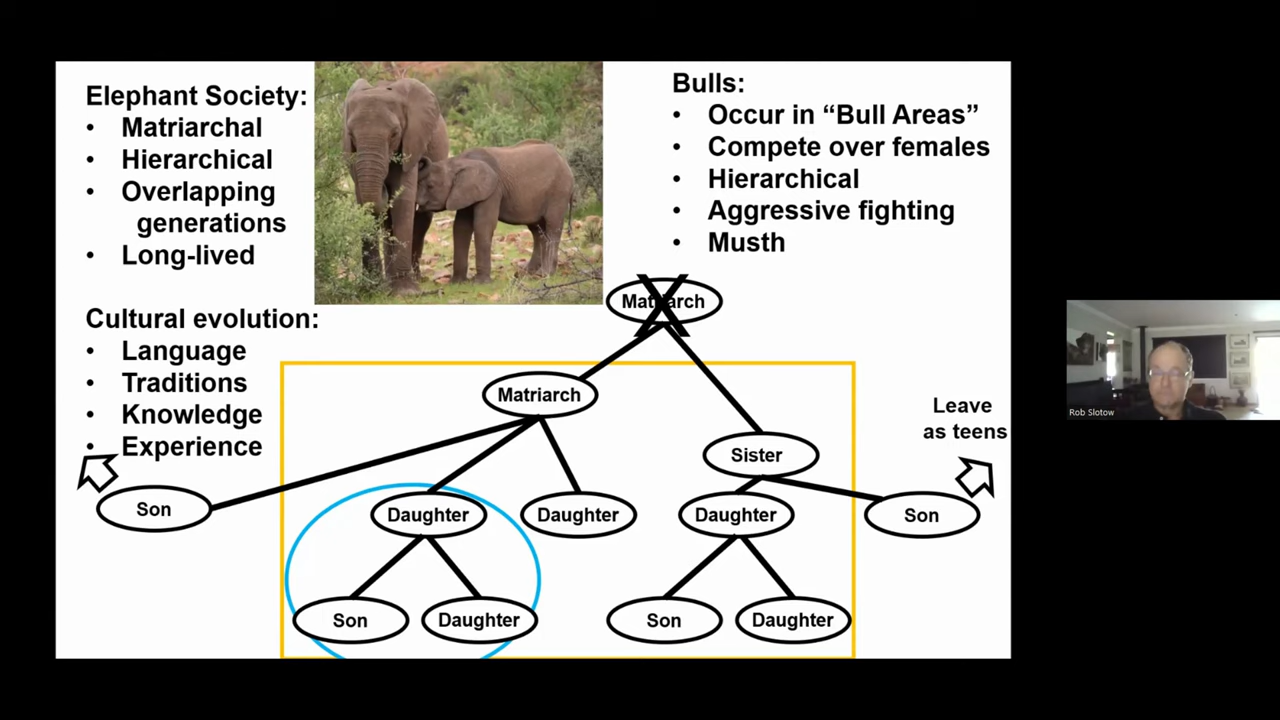 Elephant Society:
• Matriarchal
• Hierarchical
• Overlapping
generations
• Long-lived
Cultural evolution:
• Language
• Traditions
• Knowledge
• Experience
Bulls:
• Occur in “Bull Areas”
• Compete over females
• Hierarchical
• Aggressive fighting
• Musth
Matriarch
Matriarch
Sister
Leave
as teens
Son
Daughter
Daughter
Daughter
Son
Son
Daughter
Son
Daughter
Rob Slotow